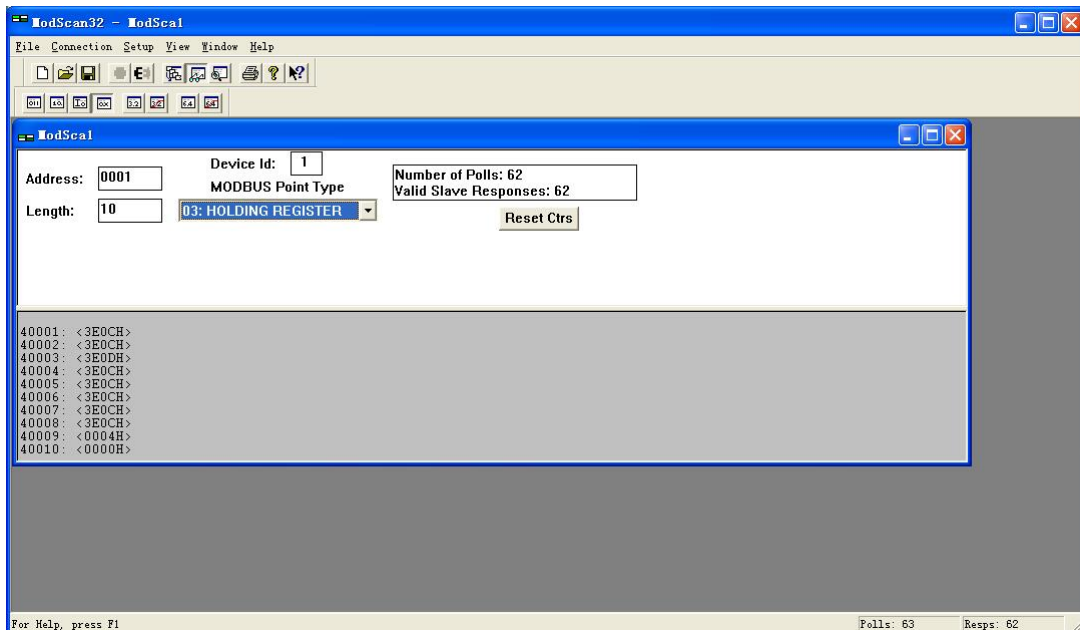 ModScan32 - ModSca1
File Connection Setup View Window Help
ModSca1
Address: 0001
Device Id: 1
MODBUS Point Type
Length: 10
03: HOLDING REGISTER
Number of Polls: 62
Valid Slave Responses: 62
Reset Ctrs
40001: <3E0CH>
40002: <3E0CH>
40003: <3E0DH>
40004: <3E0CH>
40005: <3E0CH>
40006: <3E0CH>
40007: <3E0CH>
40008: <3E0CH>
40009: <0004H>
40010: <0000H>
For Help, press F1
Polls: 63
Resps: 62